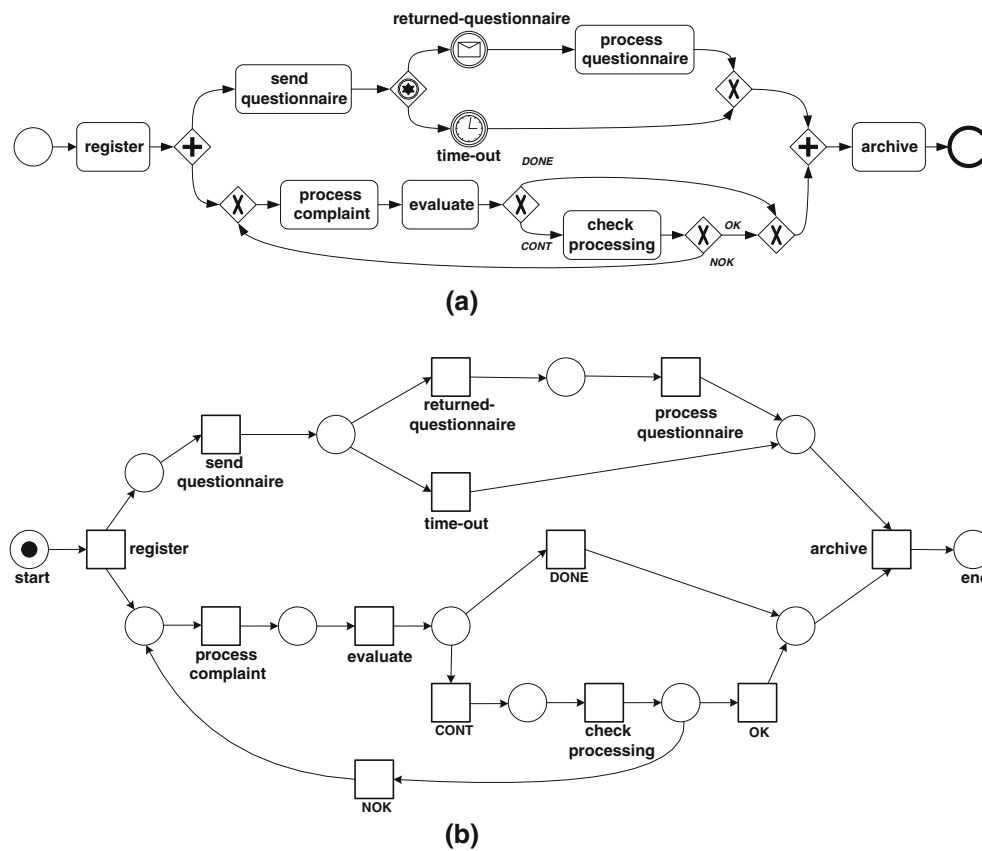 returned-questionnaire
process
questionnaire
send
questionnaire
register
time-out
archive
DONE
process
complaint
evaluate
check
processing
CONT
OK
NOK
(a)
returned-
questionnaire
process
questionnaire
send
questionnaire
time-out
register
archive
start
end
DONE
process
complaint
evaluate
CONT
check
processing
OK
NOK
(b)